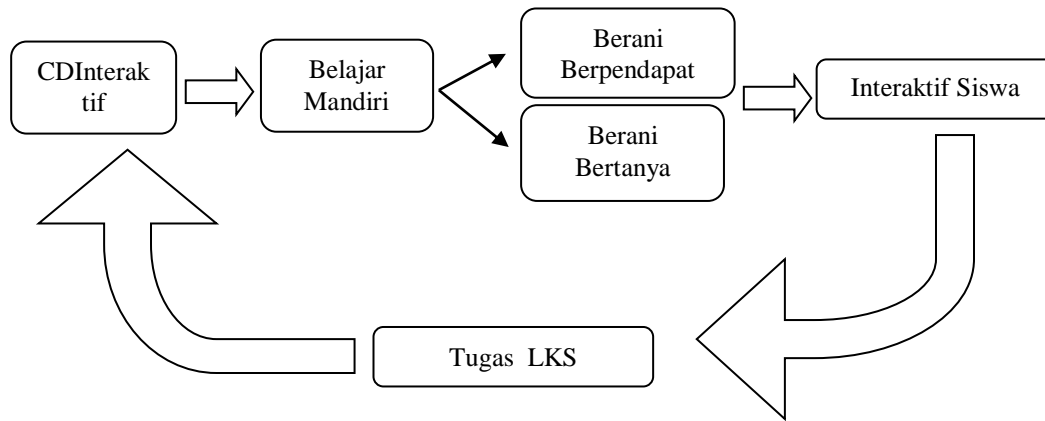 CDInterak
tif
Belajar
Mandiri
Berani
Berpendapat
Berani
Bertanya
Interaktif Siswa
Tugas  LKS